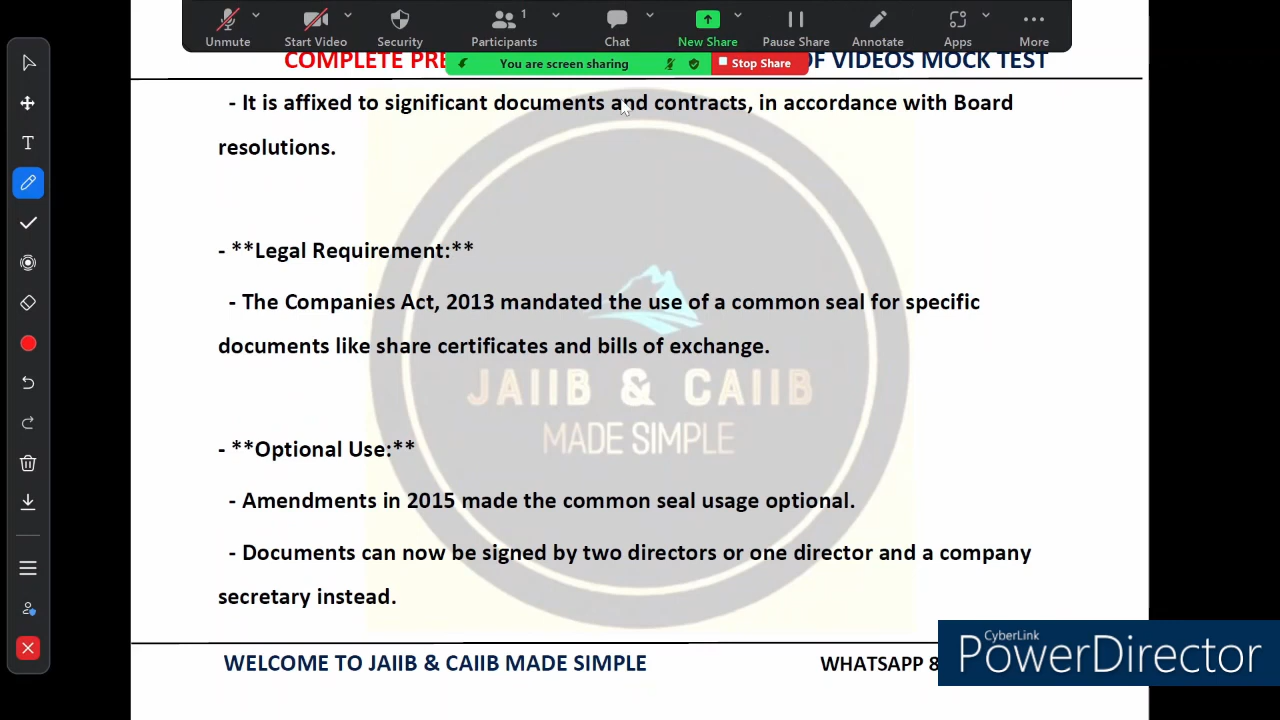 Unmute
Start Video
Security
Participants 1
Chat
New Share
Pause Share
Annotate
Apps
More
You are screen sharing
Stop Share
COMPLETE PRE OF VIDEOS MOCK TEST
- It is affixed to significant documents and contracts, in accordance with Board
resolutions.
- **Legal Requirement:**
- The Companies Act, 2013 mandated the use of a common seal for specific
documents like share certificates and bills of exchange.
JAIIB & CAIIB
MADE SIMPLE
- **Optional Use:**
- Amendments in 2015 made the common seal usage optional.
- Documents can now be signed by two directors or one director and a company
secretary instead.
WELCOME TO JAIIB & CAIIB MADE SIMPLE
WHATSAPP 8
CyberLink
PowerDirector